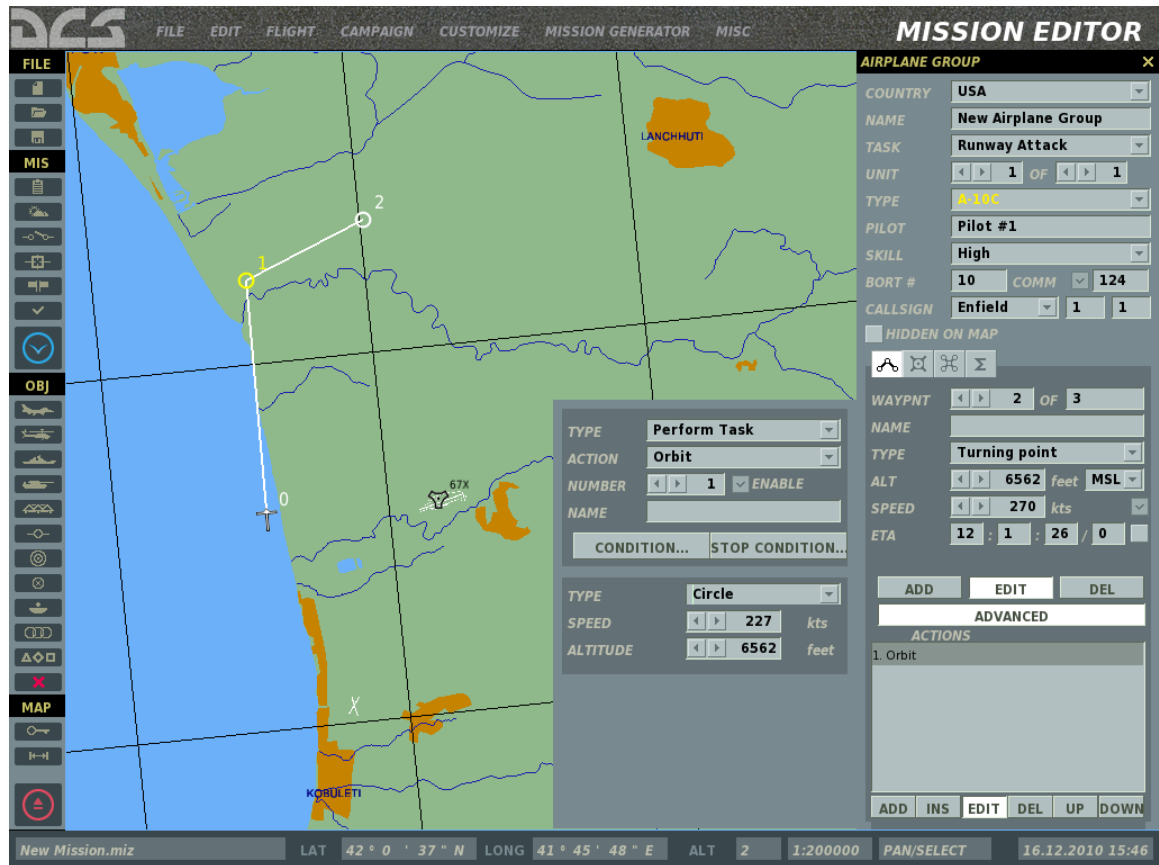 DCS
FILE EDIT FLIGHT CAMPAIGN CUSTOMIZE MISSION GENERATOR MISC
MISSION EDITOR
FILE
MIS
OBJ
MAP
LANCHHUTI
2
1
0
67X
KOBULETI
TYPE Perform Task
ACTION Orbit
NUMBER 1 ENABLE
NAME
CONDITION... STOP CONDITION...
TYPE Circle
SPEED 227 kts
ALTITUDE 6562 feet
AIRPLANE GROUP
COUNTRY USA
NAME New Airplane Group
TASK Runway Attack
UNIT 1 OF 1
TYPE A-10C
PILOT Pilot #1
SKILL High
BORT # 10 COMM 124
CALLSIGN Enfield 1 1
HIDDEN ON MAP
Σ
WAYPNT 2 OF 3
NAME
TYPE Turning point
ALT 6562 feet MSL
SPEED 270 kts
ETA 12 : 1 : 26 / 0
ADD EDIT DEL
ADVANCED
ACTIONS
1. Orbit
ADD INS EDIT DEL UP DOWN
New Mission.miz LAT 42 ° 0 ' 37 " N LONG 41 ° 45 ' 48 " E ALT 2 1:200000 PAN/SELECT 16.12.2010 15:46